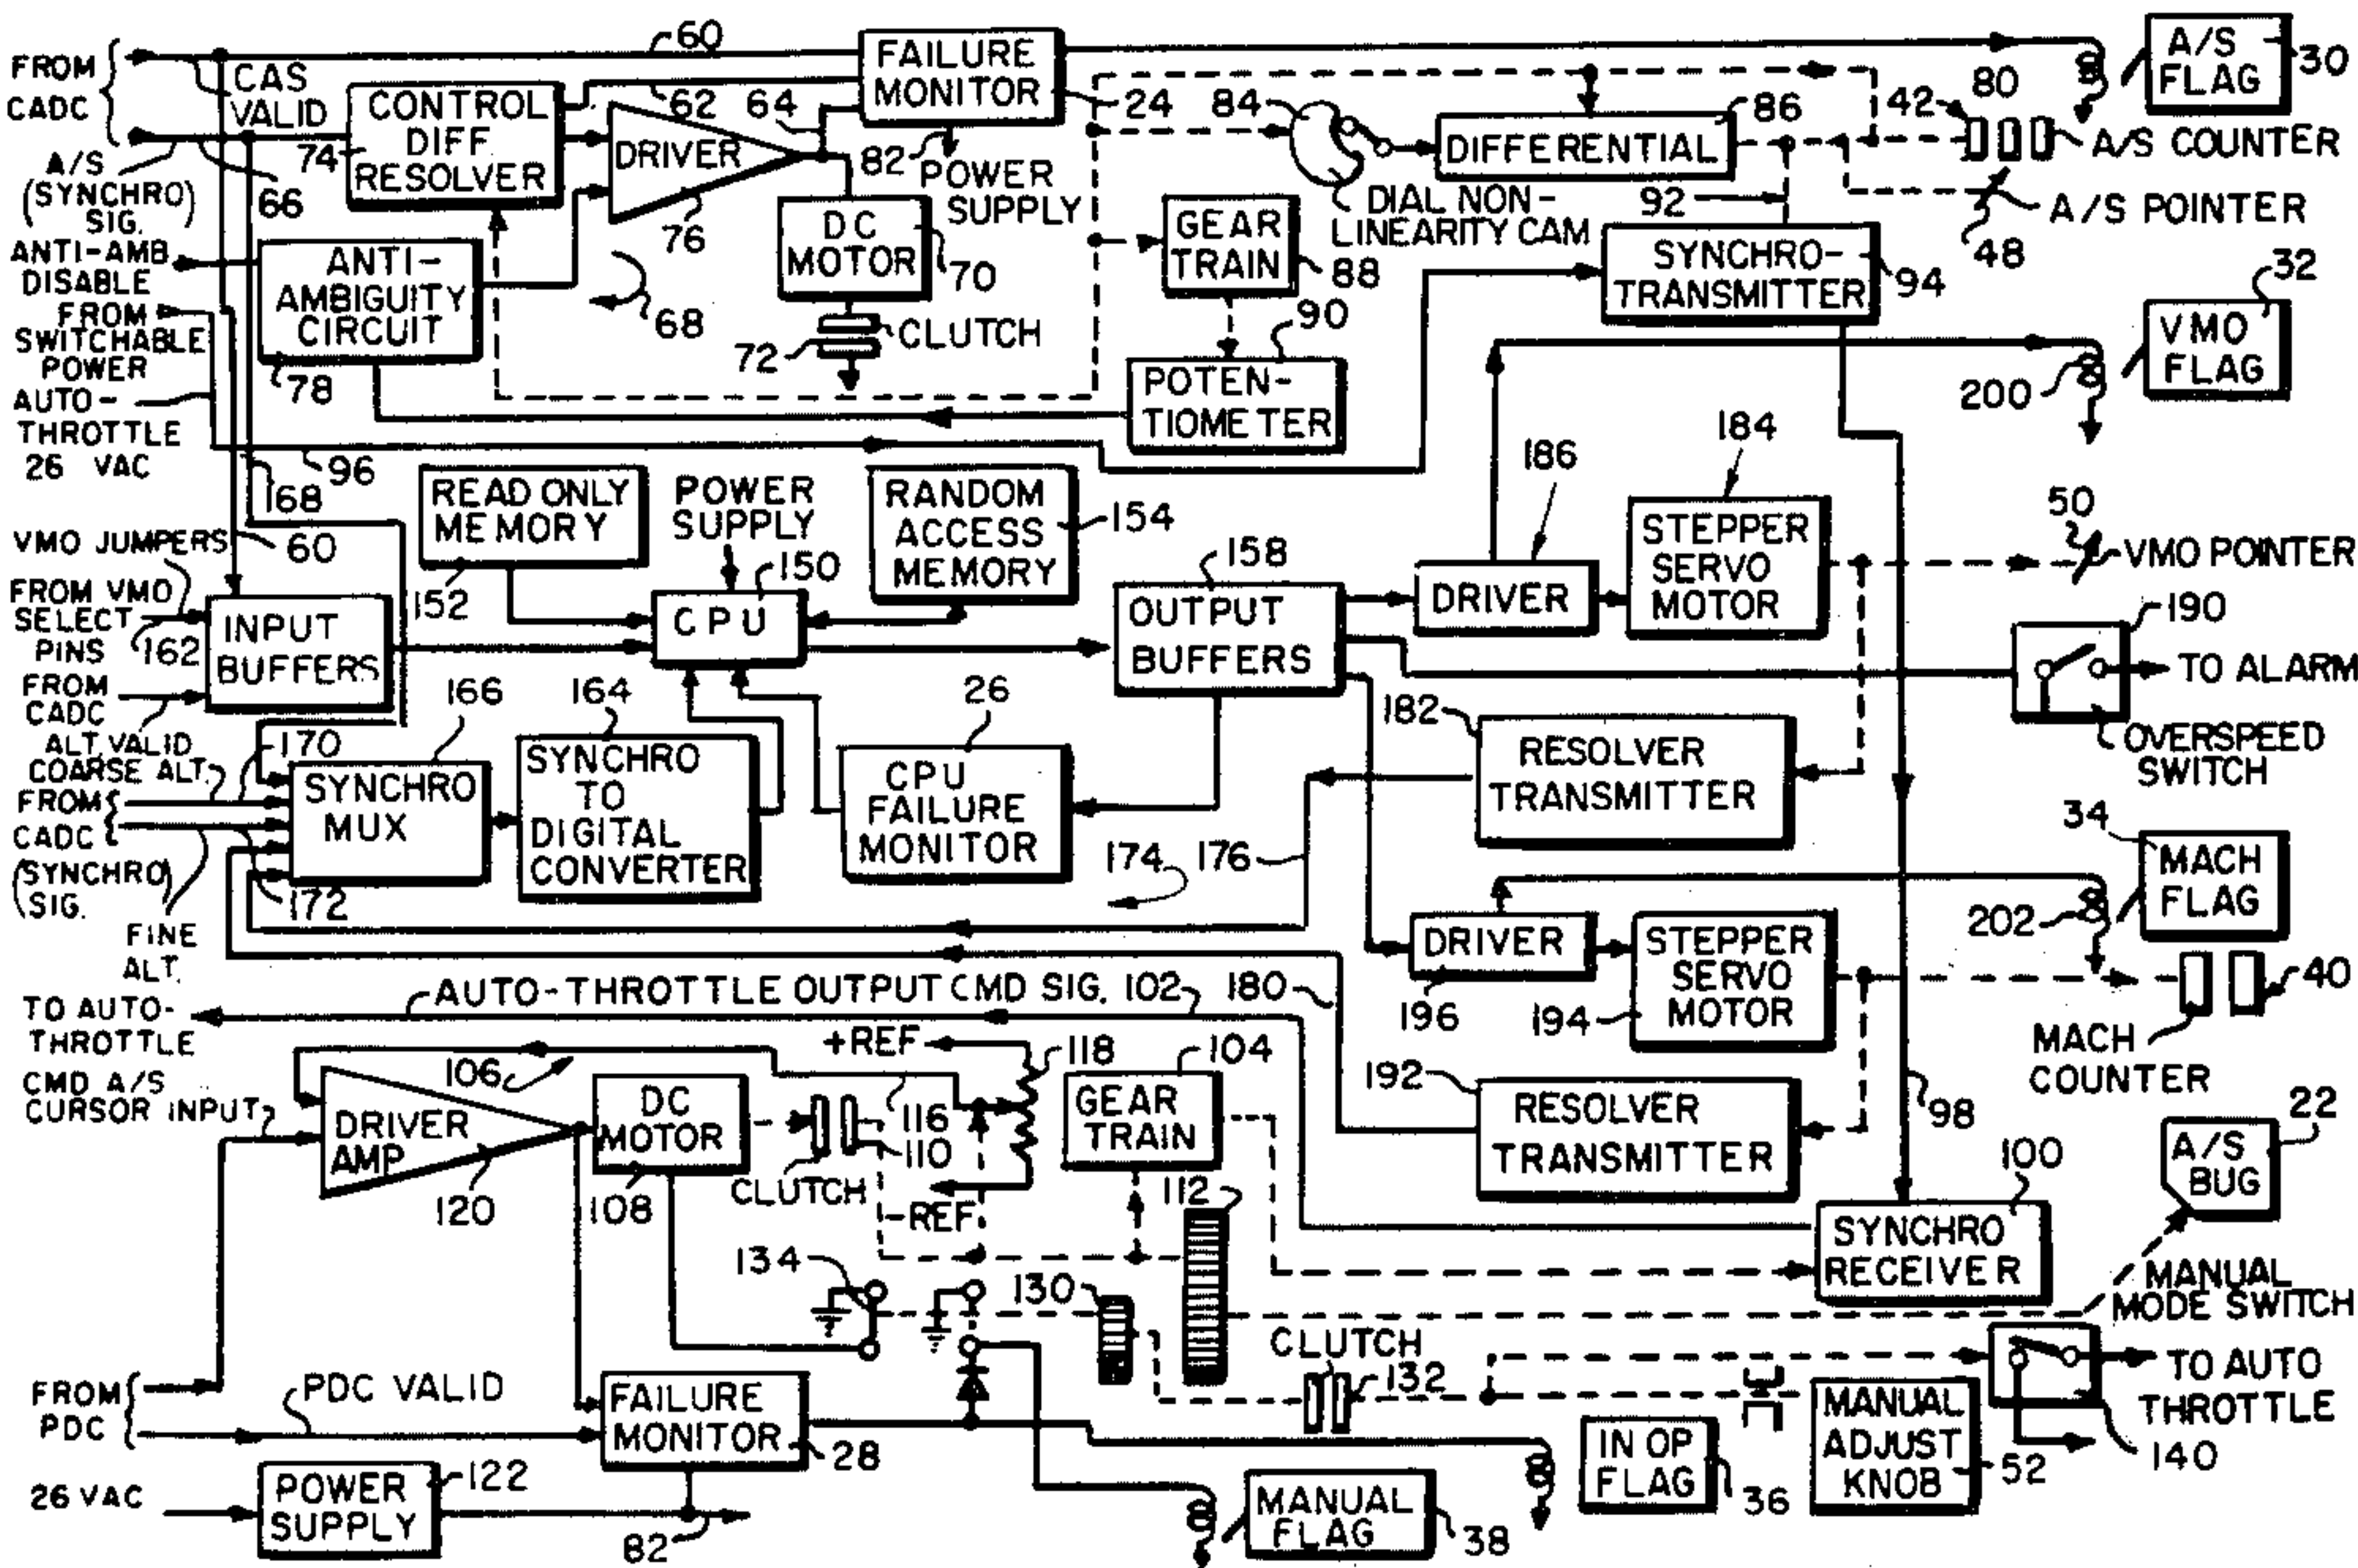 FROM CADC
CAS VALID
60
A/S (SYNCHRO) SIG.
66
74
CONTROL DIFF RESOLVER
62
64
DRIVER
76
FAILURE MONITOR
24
82
POWER SUPPLY
DC MOTOR
70
68
72
CLUTCH
ANTI-AMB DISABLE
ANTI-AMBIGUITY CIRCUIT
78
FROM SWITCHABLE POWER
AUTO-THROTTLE 26 VAC
96
168
84
DIAL NON-LINEARITY CAM
DIFFERENTIAL
86
GEAR TRAIN
88
90
POTENTIOMETER
92
SYNCHRO-TRANSMITTER
94
42
80
A/S COUNTER
A/S POINTER
48
A/S FLAG
30
32
VMO FLAG
200
READ ONLY MEMORY
152
POWER SUPPLY
RANDOM ACCESS MEMORY
154
150
CPU
60
VMO JUMPERS
FROM VMO SELECT PINS
162
INPUT BUFFERS
FROM CADC
ALT. VALID
158
OUTPUT BUFFERS
186
DRIVER
184
STEPPER SERVO MOTOR
50
VMO POINTER
190
TO ALARM
OVERSPEED SWITCH
COARSE ALT.
170
FROM CADC
(SYNCHRO) SIG.
172
FINE ALT.
166
SYNCHRO MUX
164
SYNCHRO TO DIGITAL CONVERTER
26
CPU FAILURE MONITOR
174
176
182
RESOLVER TRANSMITTER
34
MACH FLAG
202
DRIVER
196
STEPPER SERVO MOTOR
194
40
MACH COUNTER
TO AUTO-THROTTLE
AUTO-THROTTLE OUTPUT CMD SIG. 102
180
CMD A/S CURSOR INPUT
106
DRIVER AMP
120
DC MOTOR
108
CLUTCH
110
116
+REF
118
-REF
104
GEAR TRAIN
112
192
RESOLVER TRANSMITTER
98
100
SYNCHRO RECEIVER
22
A/S BUG
MANUAL MODE SWITCH
134
130
CLUTCH
132
TO AUTO THROTTLE
140
FROM PDC
PDC VALID
FAILURE MONITOR
28
26 VAC
POWER SUPPLY
122
82
MANUAL FLAG
38
IN OP FLAG
36
MANUAL ADJUST KNOB
52